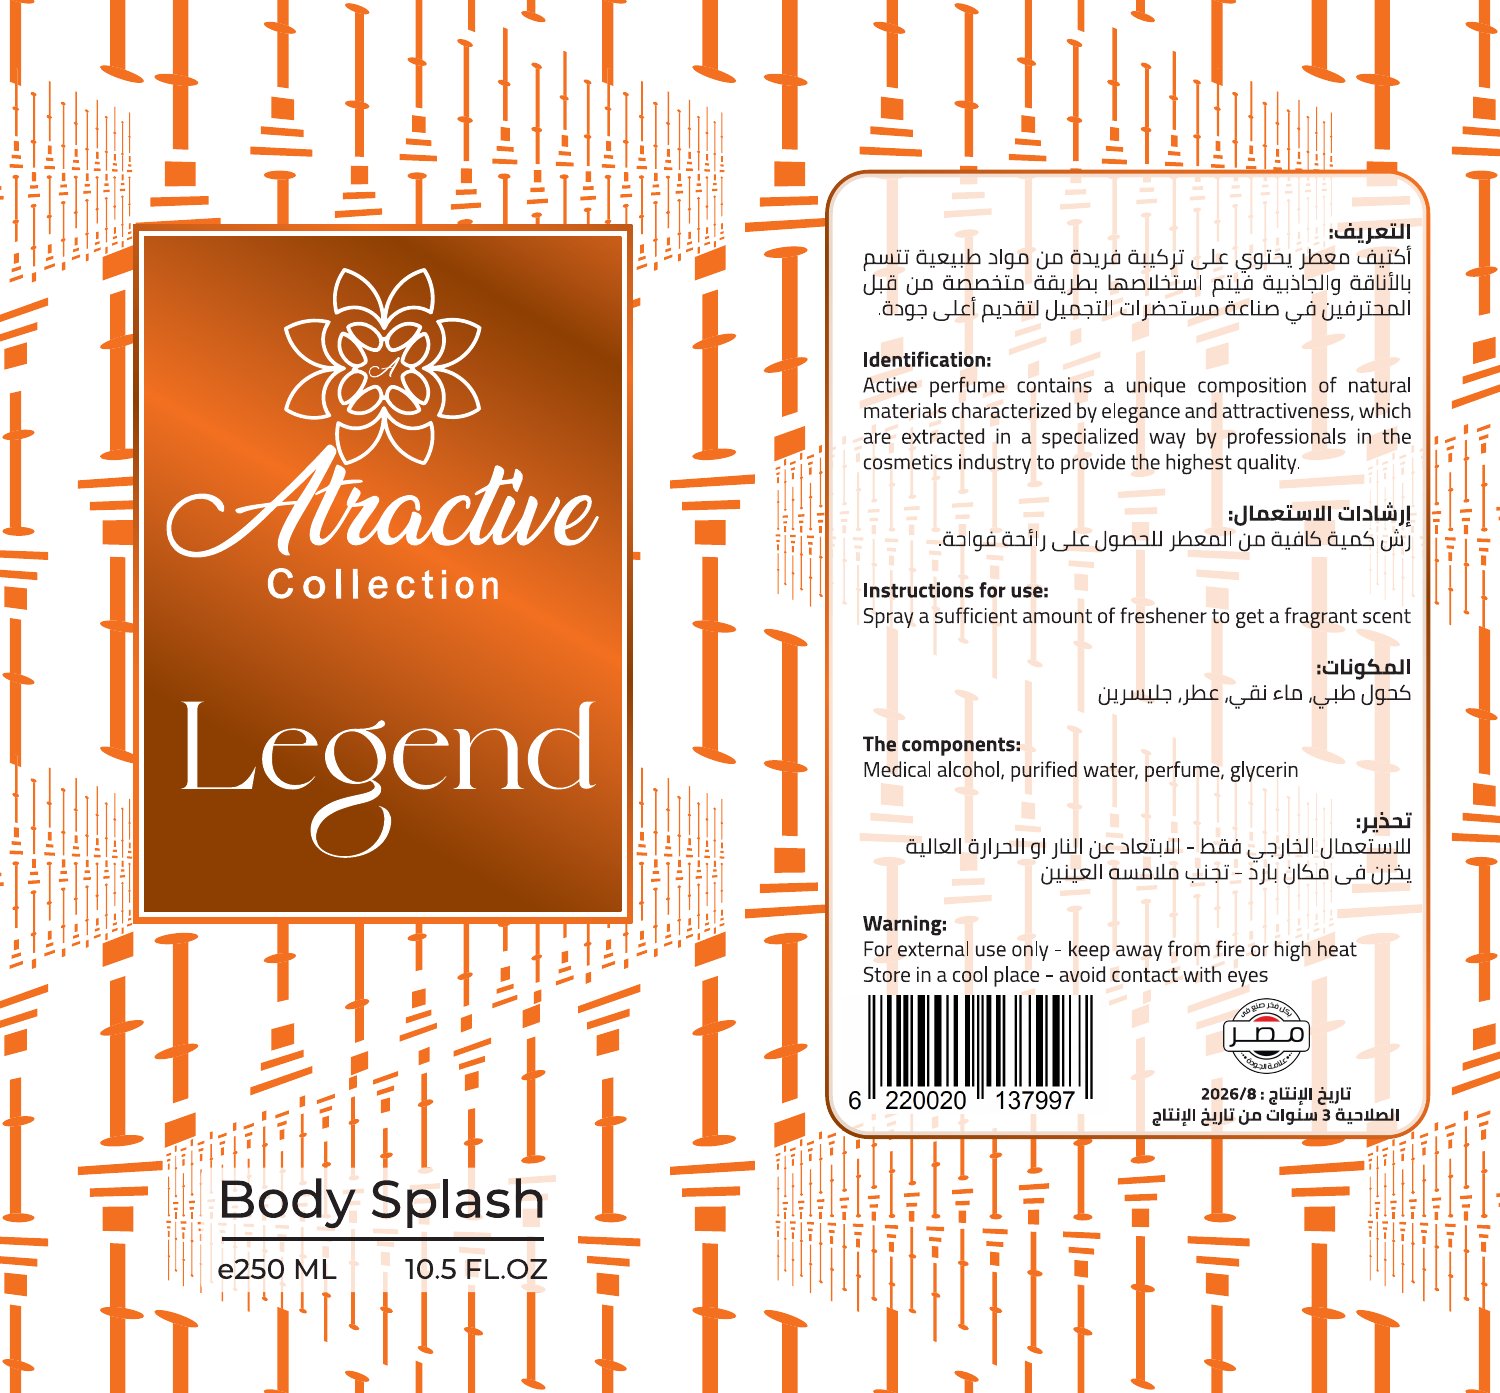 A
Atractive
Collection
Legend
Body Splash
e250 ML 10.5 FL.OZ
التعريف:
أكتيف معطر يحتوي على تركيبة فريدة من مواد طبيعية تتسم
بالأناقة والجاذبية فيتم استخلاصها بطريقة متخصصة من قبل
المحترفين في صناعة مستحضرات التجميل لتقديم أعلى جودة.
Identification:
Active perfume contains a unique composition of natural
materials characterized by elegance and attractiveness, which
are extracted in a specialized way by professionals in the
cosmetics industry to provide the highest quality.
إرشادات الاستعمال:
رش كمية كافية من المعطر للحصول على رائحة فواحة.
Instructions for use:
Spray a sufficient amount of freshener to get a fragrant scent
المكونات:
كحول طبي, ماء نقي, عطر, جليسرين
The components:
Medical alcohol, purified water, perfume, glycerin
تحذير:
للاستعمال الخارجي فقط - الابتعاد عن النار او الحرارة العالية
يخزن فى مكان بارد - تجنب ملامسه العينين
Warning:
For external use only - keep away from fire or high heat
Store in a cool place - avoid contact with eyes
6 220020 137997
بكل فخر صنع فى
مصر
علامة الجودة
تاريخ الإنتاج : 2026/8
الصلاحية 3 سنوات من تاريخ الإنتاج